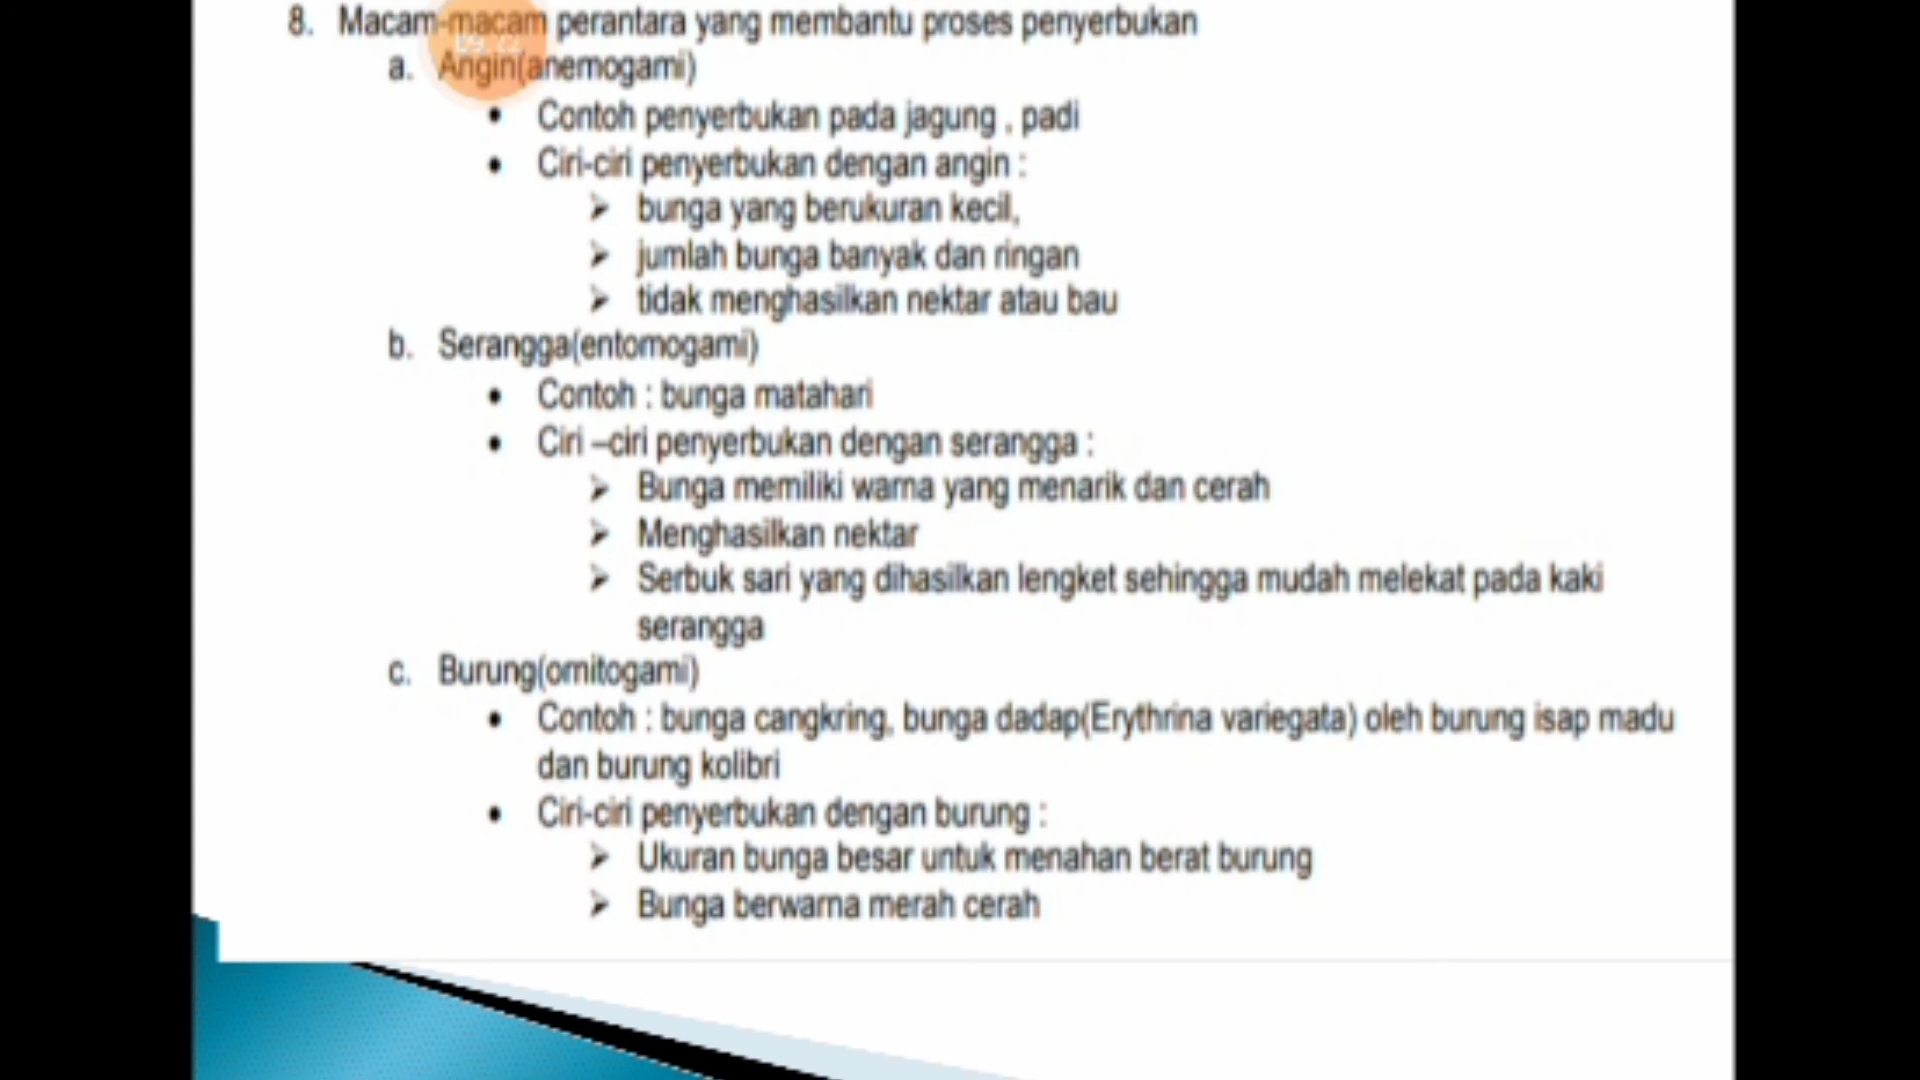 8. Macam-macam perantara yang membantu proses penyerbukan
a. Angin(anemogami)
• Contoh penyerbukan pada jagung , padi
• Ciri-ciri penyerbukan dengan angin :
➢ bunga yang berukuran kecil,
➢ jumlah bunga banyak dan ringan
➢ tidak menghasilkan nektar atau bau
b. Serangga(entomogami)
• Contoh : bunga matahari
• Ciri –ciri penyerbukan dengan serangga :
➢ Bunga memiliki warna yang menarik dan cerah
➢ Menghasilkan nektar
➢ Serbuk sari yang dihasilkan lengket sehingga mudah melekat pada kaki
serangga
c. Burung(ornitogami)
• Contoh : bunga cangkring, bunga dadap(Erythrina variegata) oleh burung isap madu
dan burung kolibri
• Ciri-ciri penyerbukan dengan burung :
➢ Ukuran bunga besar untuk menahan berat burung
➢ Bunga berwarna merah cerah